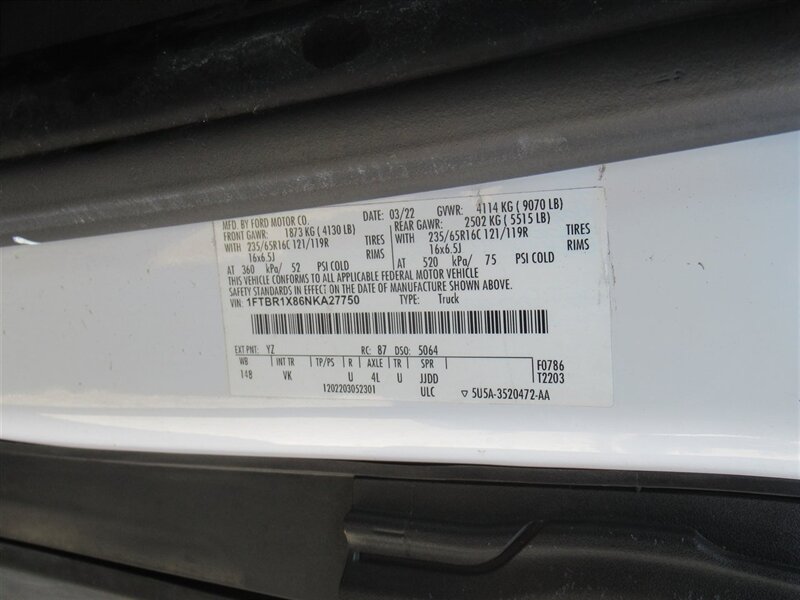 MFD. BY FORD MOTOR CO. DATE: 03/22 GVWR: 4114 KG ( 9070 LB)
FRONT GAWR: 1873 KG ( 4130 LB) REAR GAWR: 2502 KG ( 5515 LB)
WITH 235/65R16C 121/119R TIRES WITH 235/65R16C 121/119R TIRES
16x6.5J RIMS 16x6.5J RIMS
AT 360 kPa/ 52 PSI COLD AT 520 kPa/ 75 PSI COLD
THIS VEHICLE CONFORMS TO ALL APPLICABLE FEDERAL MOTOR VEHICLE
SAFETY STANDARDS IN EFFECT ON THE DATE OF MANUFACTURE SHOWN ABOVE.
VIN: 1FTBR1X86NKA27750 TYPE: Truck
EXT PNT: YZ RC: 87 DSO: 5064
WB INT TR TP/PS R AXLE TR SPR F0786
148 VK U 4L U JJDD T2203
1202203052301 ULC ▽ 5U5A-3520472-AA